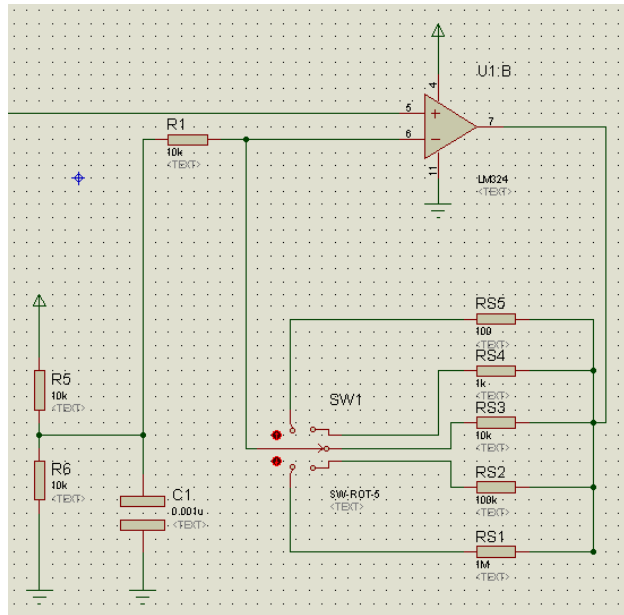 U1:B
4
5
7
6
11
LM324
<TEXT>
R1
10k
<TEXT>
RS5
100
<TEXT>
RS4
1k
<TEXT>
RS3
10k
<TEXT>
RS2
100k
<TEXT>
RS1
1M
<TEXT>
SW1
SW-ROT-5
<TEXT>
R5
10k
<TEXT>
R6
10k
<TEXT>
C1
0.001u
<TEXT>